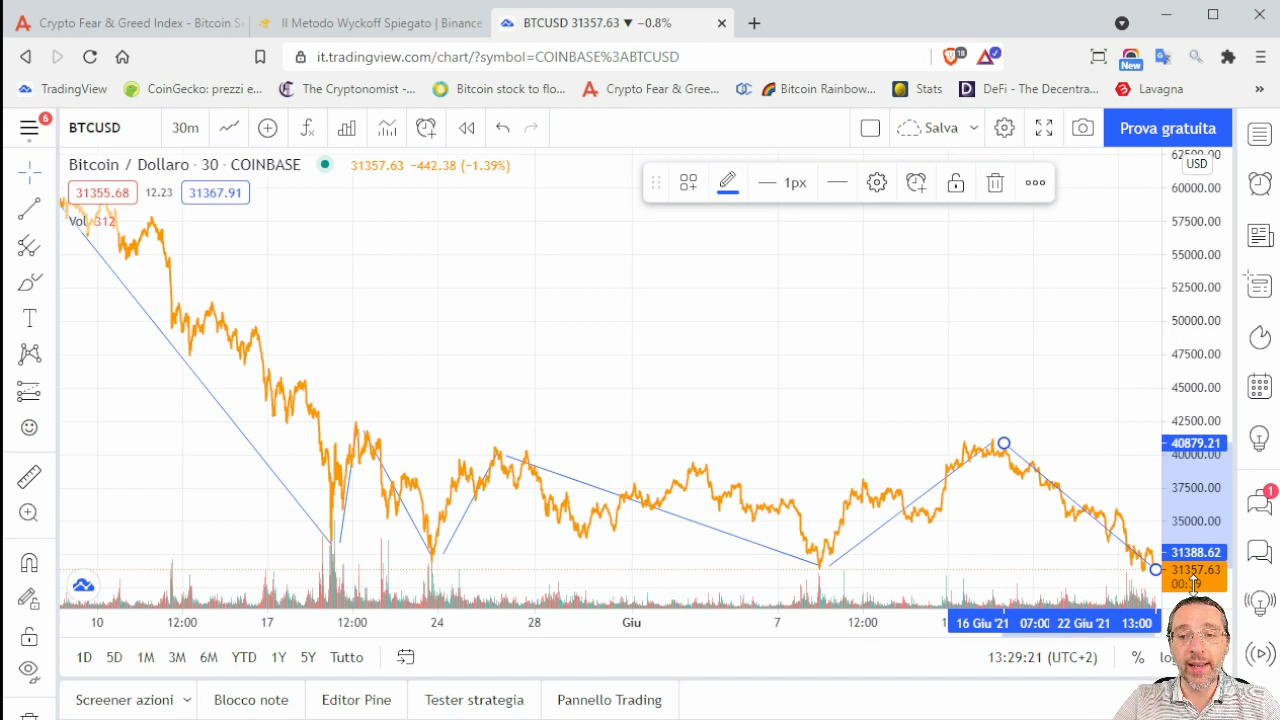 Crypto Fear & Greed Index - Bitcoin S
Il Metodo Wyckoff Spiegato | Binance
BTCUSD 31357.63 ▼ −0.8%
it.tradingview.com/chart/?symbol=COINBASE%3ABTCUSD
18
New
TradingView
CoinGecko: prezzi e...
The Cryptonomist -...
Bitcoin stock to flo...
Crypto Fear & Gree...
Bitcoin Rainbow...
Stats
DeFi - The Decentra...
Lavagna
»
6
BTCUSD
30m
Salva
Prova gratuita
Bitcoin / Dollaro · 30 · COINBASE
31357.63 −442.38 (−1.39%)
31355.68
12.23
31367.91
Vol 312
1px
USD
60000.00
57500.00
55000.00
52500.00
50000.00
47500.00
45000.00
42500.00
40879.21
40000.00
37500.00
35000.00
31388.62
31357.63
1
10
12:00
17
12:00
24
28
Giu
7
12:00
16 Giu '21
07:00
22 Giu '21
13:00
1D
5D
1M
3M
6M
YTD
1Y
5Y
Tutto
13:29:21 (UTC+2)
%
Screener azioni
Blocco note
Editor Pine
Tester strategia
Pannello Trading